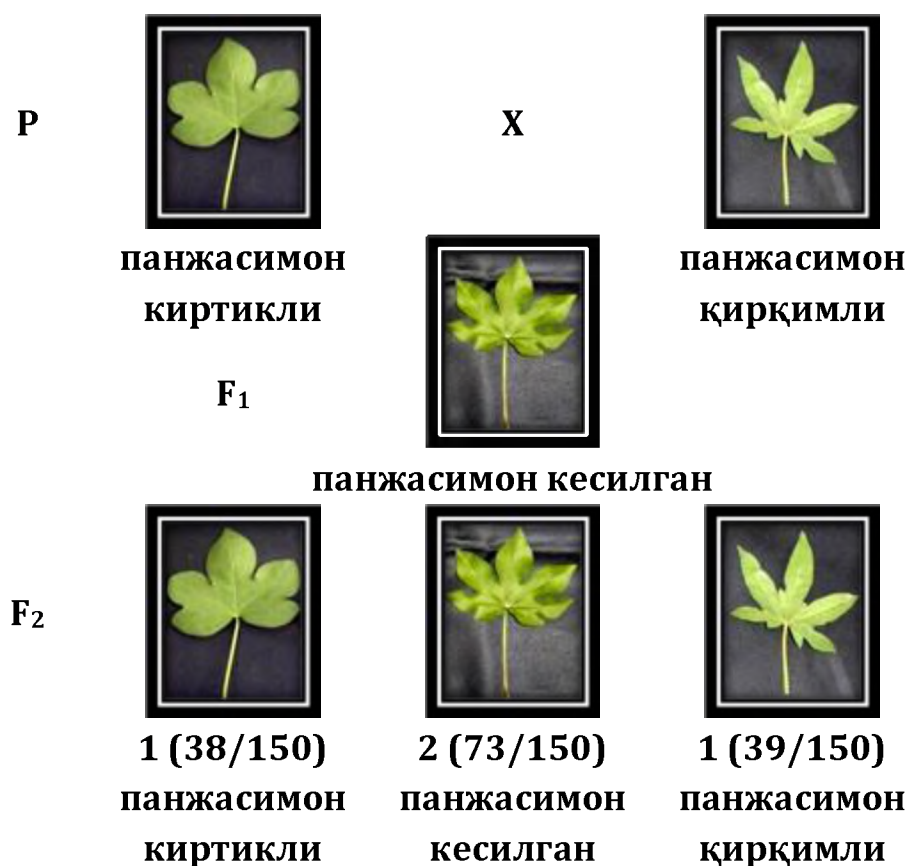 P X
панжасимон панжасимон
киртикли қирқимли
F₁
панжасимон кесилган
F₂
1 (38/150) 2 (73/150) 1 (39/150)
панжасимон панжасимон панжасимон
киртикли кесилган қирқимли